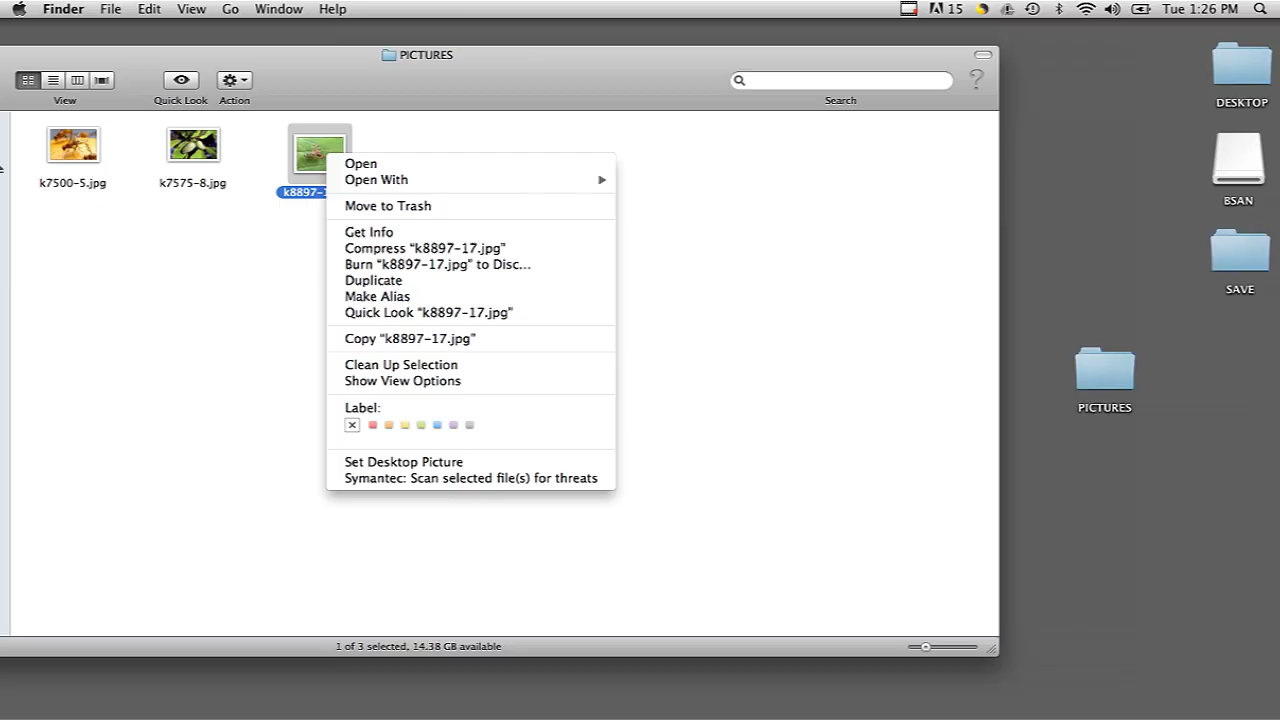 Finder File Edit View Go Window Help 15 Tue 1:26 PM
PICTURES
View Quick Look Action Search
k7500-5.jpg k7575-8.jpg k8897-1
Open
Open With
Move to Trash
Get Info
Compress “k8897-17.jpg”
Burn “k8897-17.jpg” to Disc...
Duplicate
Make Alias
Quick Look “k8897-17.jpg”
Copy “k8897-17.jpg”
Clean Up Selection
Show View Options
Label:
Set Desktop Picture
Symantec: Scan selected file(s) for threats
1 of 3 selected, 14.38 GB available
DESKTOP
BSAN
SAVE
PICTURES